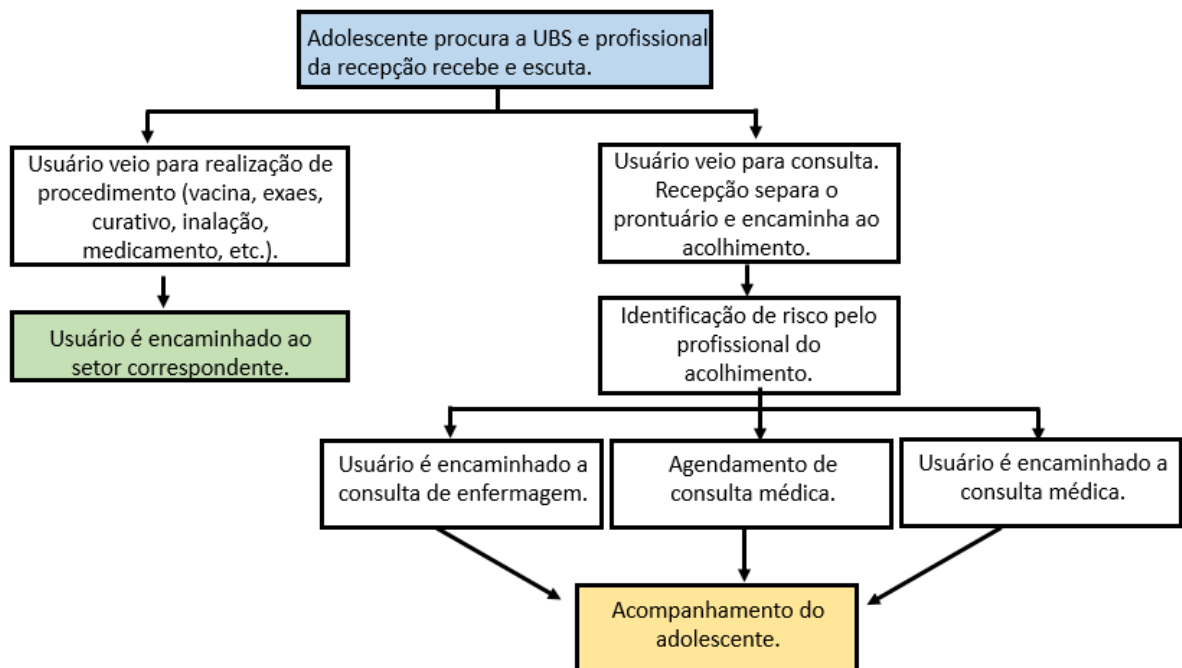 Adolescente procura a UBS e profissional
da recepção recebe e escuta.
Usuário veio para realização de
procedimento (vacina, exaes,
curativo, inalação,
medicamento, etc.).
Usuário veio para consulta.
Recepção separa o
prontuário e encaminha ao
acolhimento.
Usuário é encaminhado ao
setor correspondente.
Identificação de risco pelo
profissional do
acolhimento.
Usuário é encaminhado a
consulta de enfermagem.
Agendamento de
consulta médica.
Usuário é encaminhado a
consulta médica.
Acompanhamento do
adolescente.